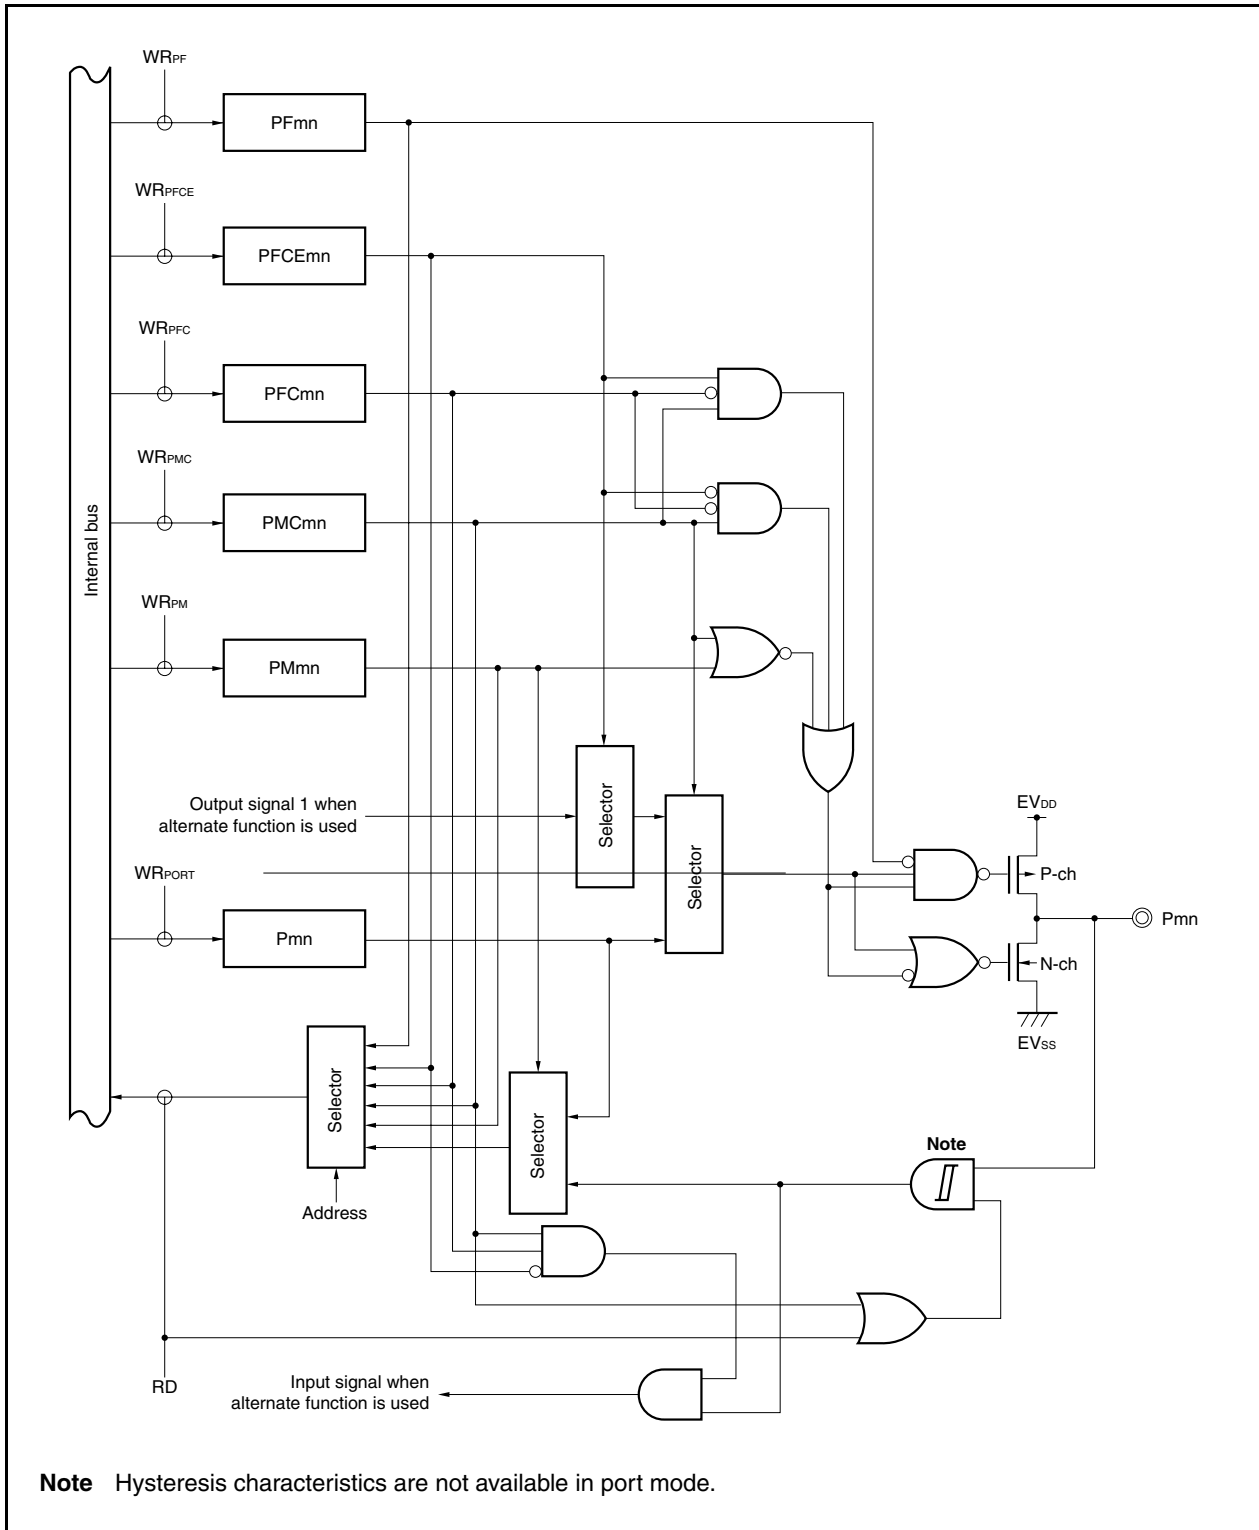 WRPF
PFmn
WRPFCE
PFCEmn
WRPFC
PFCmn
WRPMC
PMCmn
Internal bus
WRPM
PMmn
Output signal 1 when
alternate function is used
Selector
Selector
EVDD
P-ch
WRPORT
Pmn
Pmn
N-ch
EVSS
Selector
Selector
Note
Address
RD
Input signal when
alternate function is used
Note Hysteresis characteristics are not available in port mode.